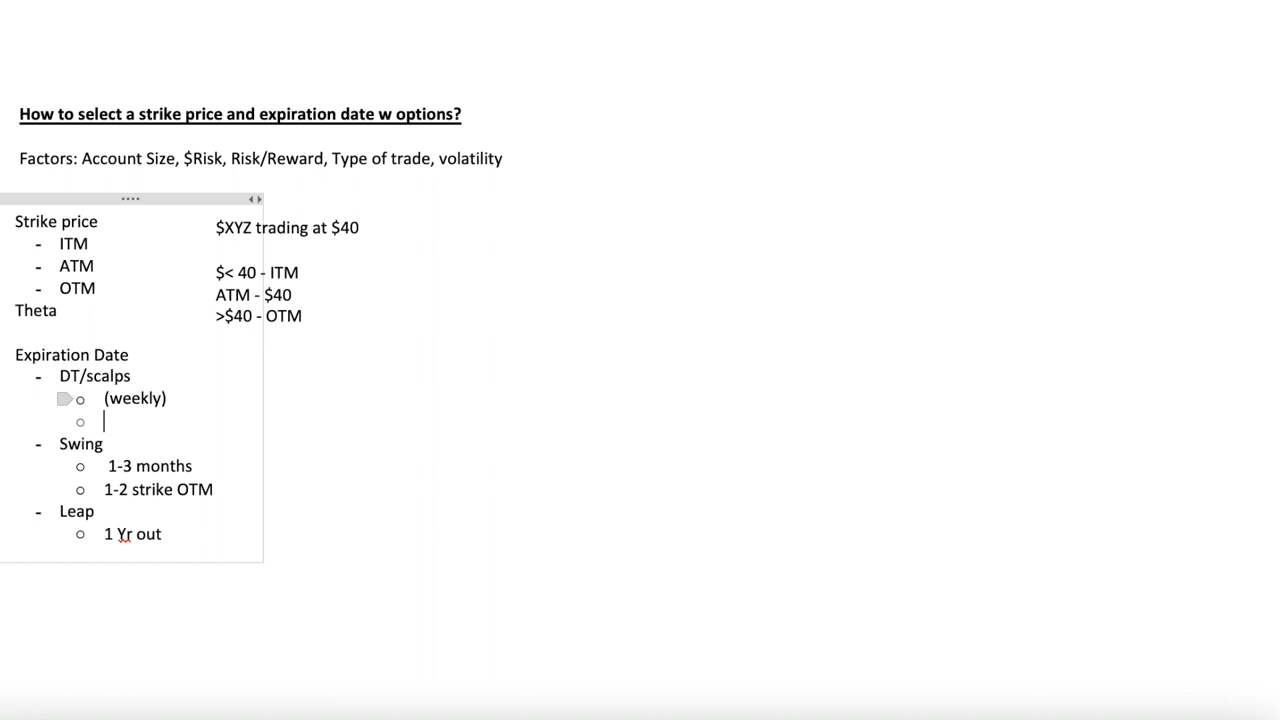 How to select a strike price and expiration date w options?
Factors: Account Size, $Risk, Risk/Reward, Type of trade, volatility
Strike price
- ITM
- ATM
- OTM
Theta
$XYZ trading at $40
$< 40 - ITM
ATM - $40
>$40 - OTM
Expiration Date
- DT/scalps
○ (weekly)
○
- Swing
○ 1-3 months
○ 1-2 strike OTM
- Leap
○ 1 Yr out